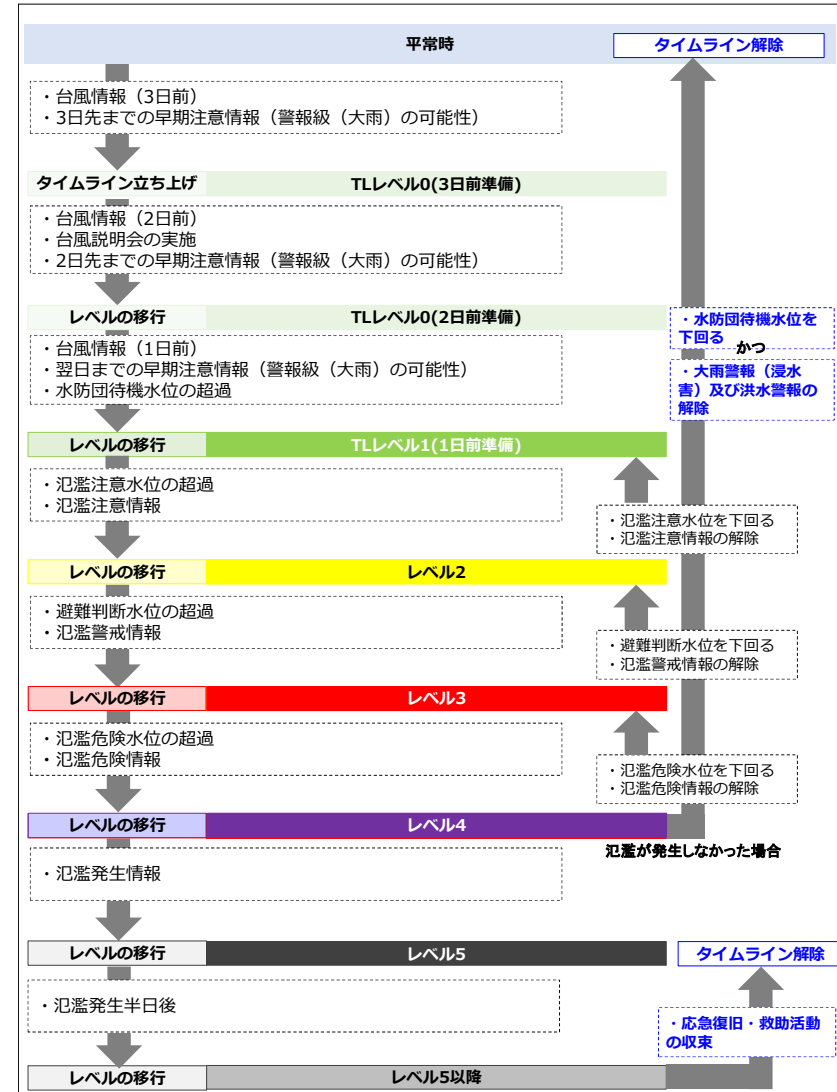 平常時
タイムライン解除
・台風情報（3日前）
・3日先までの早期注意情報（警報級（大雨）の可能性）
タイムライン立ち上げ
TLレベル0(3日前準備)
・台風情報（2日前）
・台風説明会の実施
・2日先までの早期注意情報（警報級（大雨）の可能性）
レベルの移行
TLレベル0(2日前準備)
・水防団待機水位を
下回る
かつ
・大雨警報（浸水
害）及び洪水警報の
解除
・台風情報（1日前）
・翌日までの早期注意情報（警報級（大雨）の可能性）
・水防団待機水位の超過
レベルの移行
TLレベル1(1日前準備)
・氾濫注意水位の超過
・氾濫注意情報
・氾濫注意水位を下回る
・氾濫注意情報の解除
レベルの移行
レベル2
・避難判断水位の超過
・氾濫警戒情報
・避難判断水位を下回る
・氾濫警戒情報の解除
レベルの移行
レベル3
・氾濫危険水位の超過
・氾濫危険情報
・氾濫危険水位を下回る
・氾濫危険情報の解除
レベルの移行
レベル4
氾濫が発生しなかった場合
・氾濫発生情報
レベルの移行
レベル5
タイムライン解除
・氾濫発生半日後
・応急復旧・救助活動
の収束
レベルの移行
レベル5以降